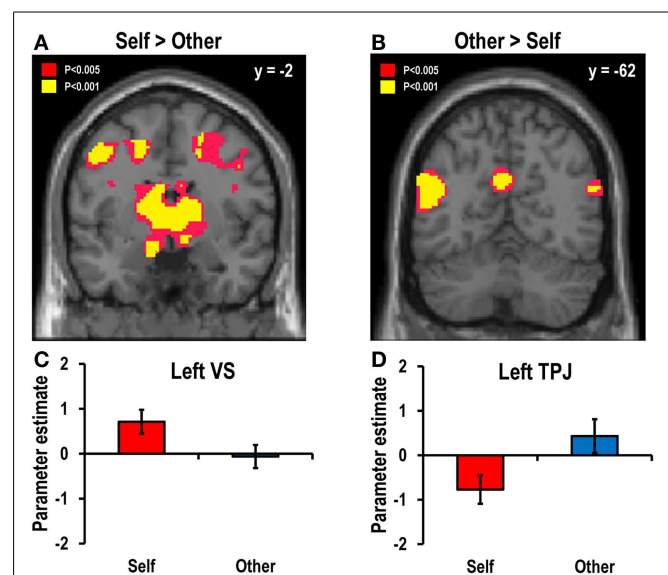 A Self > Other
P<0.005
P<0.001
y = -2
B Other > Self
P<0.005
P<0.001
y = -62
C Left VS
Parameter estimate
2
1
0
-1
-2
Self Other
D Left TPJ
Parameter estimate
2
1
0
-1
-2
Self Other